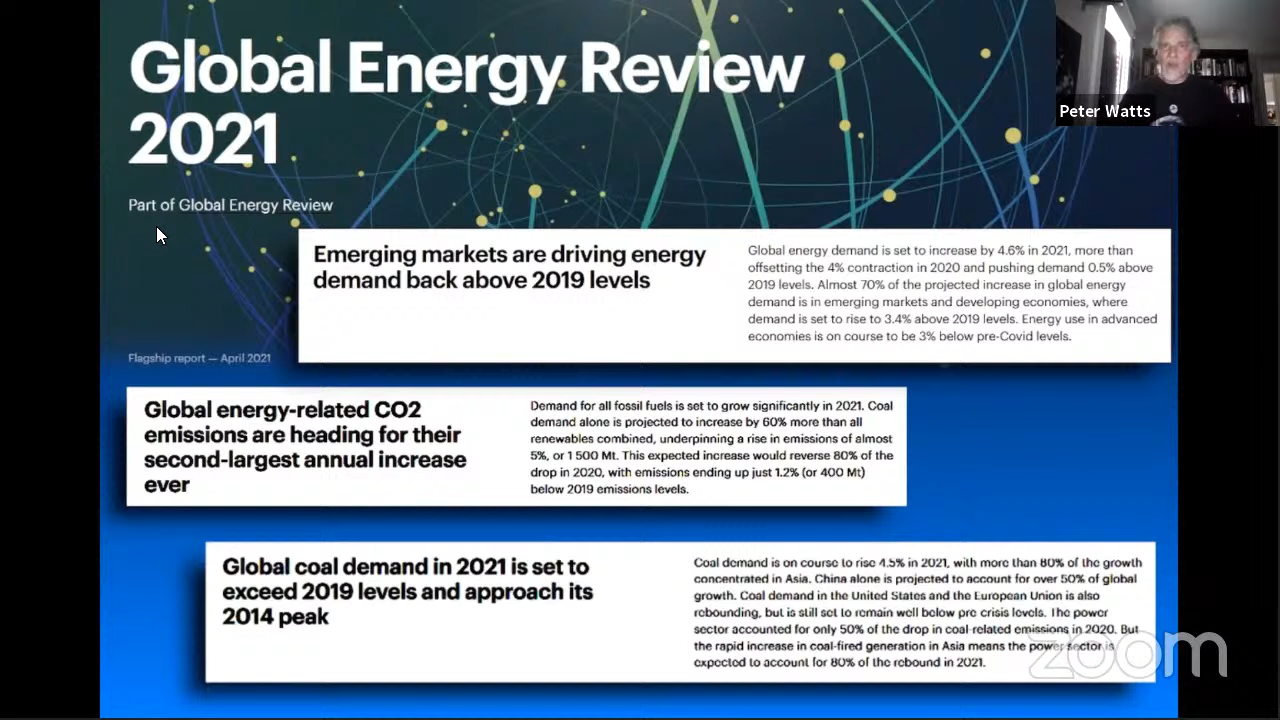 Global Energy Review
2021
Part of Global Energy Review
Flagship report — April 2021
Emerging markets are driving energy
demand back above 2019 levels
Global energy demand is set to increase by 4.6% in 2021, more than
offsetting the 4% contraction in 2020 and pushing demand 0.5% above
2019 levels. Almost 70% of the projected increase in global energy
demand is in emerging markets and developing economies, where
demand is set to rise to 3.4% above 2019 levels. Energy use in advanced
economies is on course to be 3% below pre-Covid levels.
Global energy-related CO2
emissions are heading for their
second-largest annual increase
ever
Demand for all fossil fuels is set to grow significantly in 2021. Coal
demand alone is projected to increase by 60% more than all
renewables combined, underpinning a rise in emissions of almost
5%, or 1 500 Mt. This expected increase would reverse 80% of the
drop in 2020, with emissions ending up just 1.2% (or 400 Mt)
below 2019 emissions levels.
Global coal demand in 2021 is set to
exceed 2019 levels and approach its
2014 peak
Coal demand is on course to rise 4.5% in 2021, with more than 80% of the growth
concentrated in Asia. China alone is projected to account for over 50% of global
growth. Coal demand in the United States and the European Union is also
rebounding, but is still set to remain well below pre-crisis levels. The power
sector accounted for only 50% of the drop in coal-related emissions in 2020. But
the rapid increase in coal-fired generation in Asia means the power sector is
expected to account for 80% of the rebound in 2021.
Peter Watts
zoom